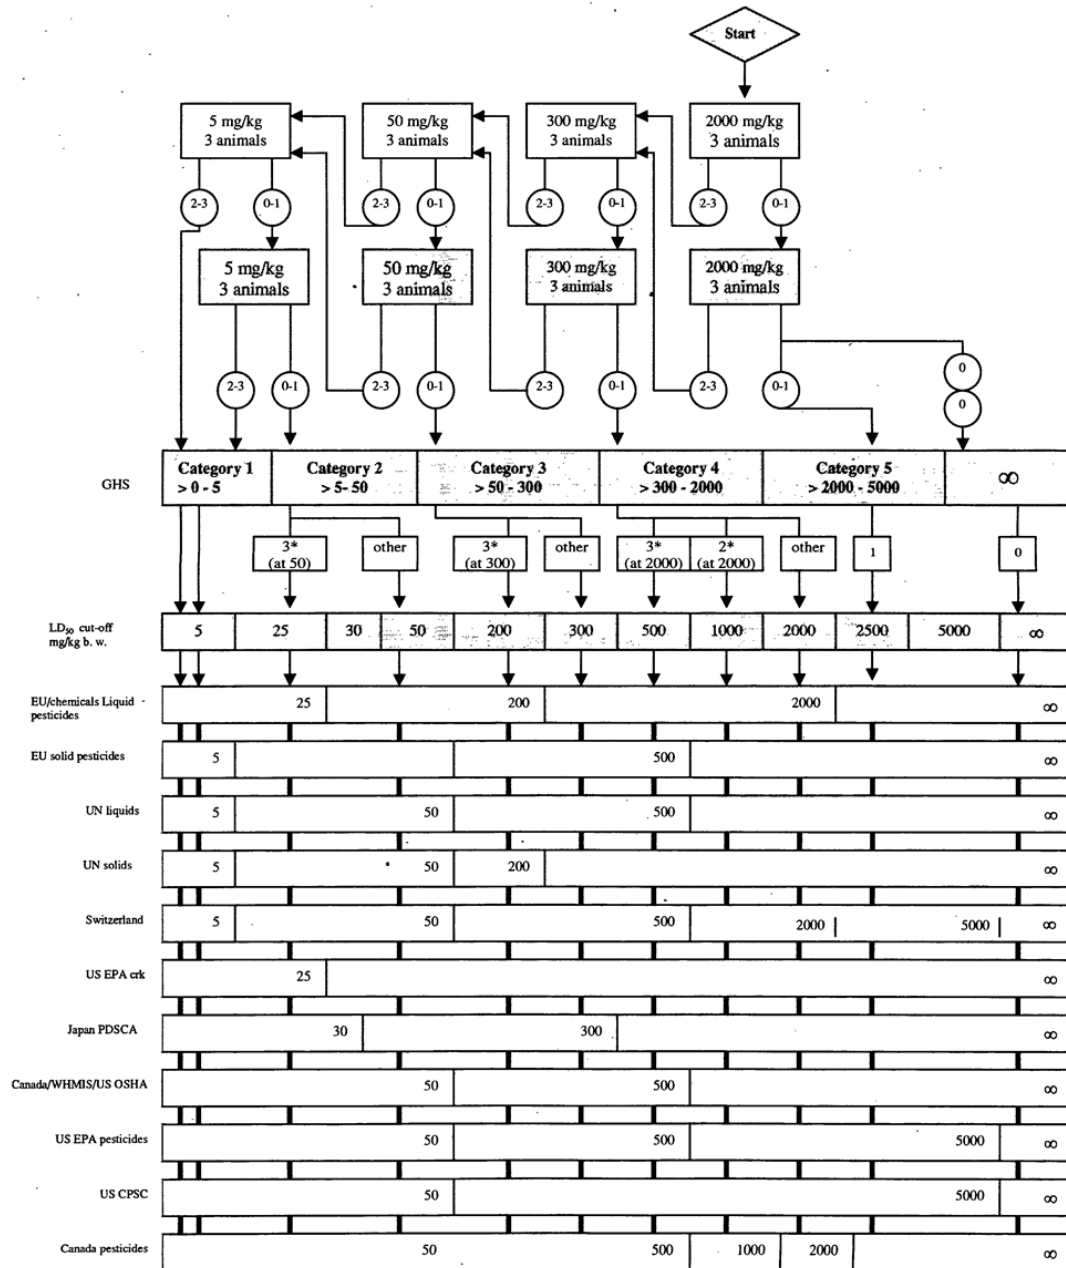 Start
5 mg/kg
3 animals
50 mg/kg
3 animals
300 mg/kg
3 animals
2000 mg/kg
3 animals
2-3
0-1
2-3
0-1
2-3
0-1
2-3
0-1
5 mg/kg
3 animals
50 mg/kg
3 animals
300 mg/kg
3 animals
2000 mg/kg
3 animals
2-3
0-1
2-3
0-1
2-3
0-1
2-3
0-1
0
0
GHS
Category 1
> 0 - 5
Category 2
> 5- 50
Category 3
> 50 - 300
Category 4
> 300 - 2000
Category 5
> 2000 - 5000
∞
3*
(at 50)
other
3*
(at 300)
other
3*
(at 2000)
2*
(at 2000)
other
1
0
LD₅₀ cut-off
mg/kg b. w.
5 25 30 50 200 300 500 1000 2000 2500 5000 ∞
EU/chemicals Liquid
pesticides
25 200 2000 ∞
EU solid pesticides 5 500 ∞
UN liquids 5 50 500 ∞
UN solids 5 50 200 ∞
Switzerland 5 50 500 2000 5000 ∞
US EPA crk 25 ∞
Japan PDSCA 30 300 ∞
Canada/WHMIS/US OSHA 50 500 ∞
US EPA pesticides 50 500 5000 ∞
US CPSC 50 5000 ∞
Canada pesticides 50 500 1000 2000 ∞